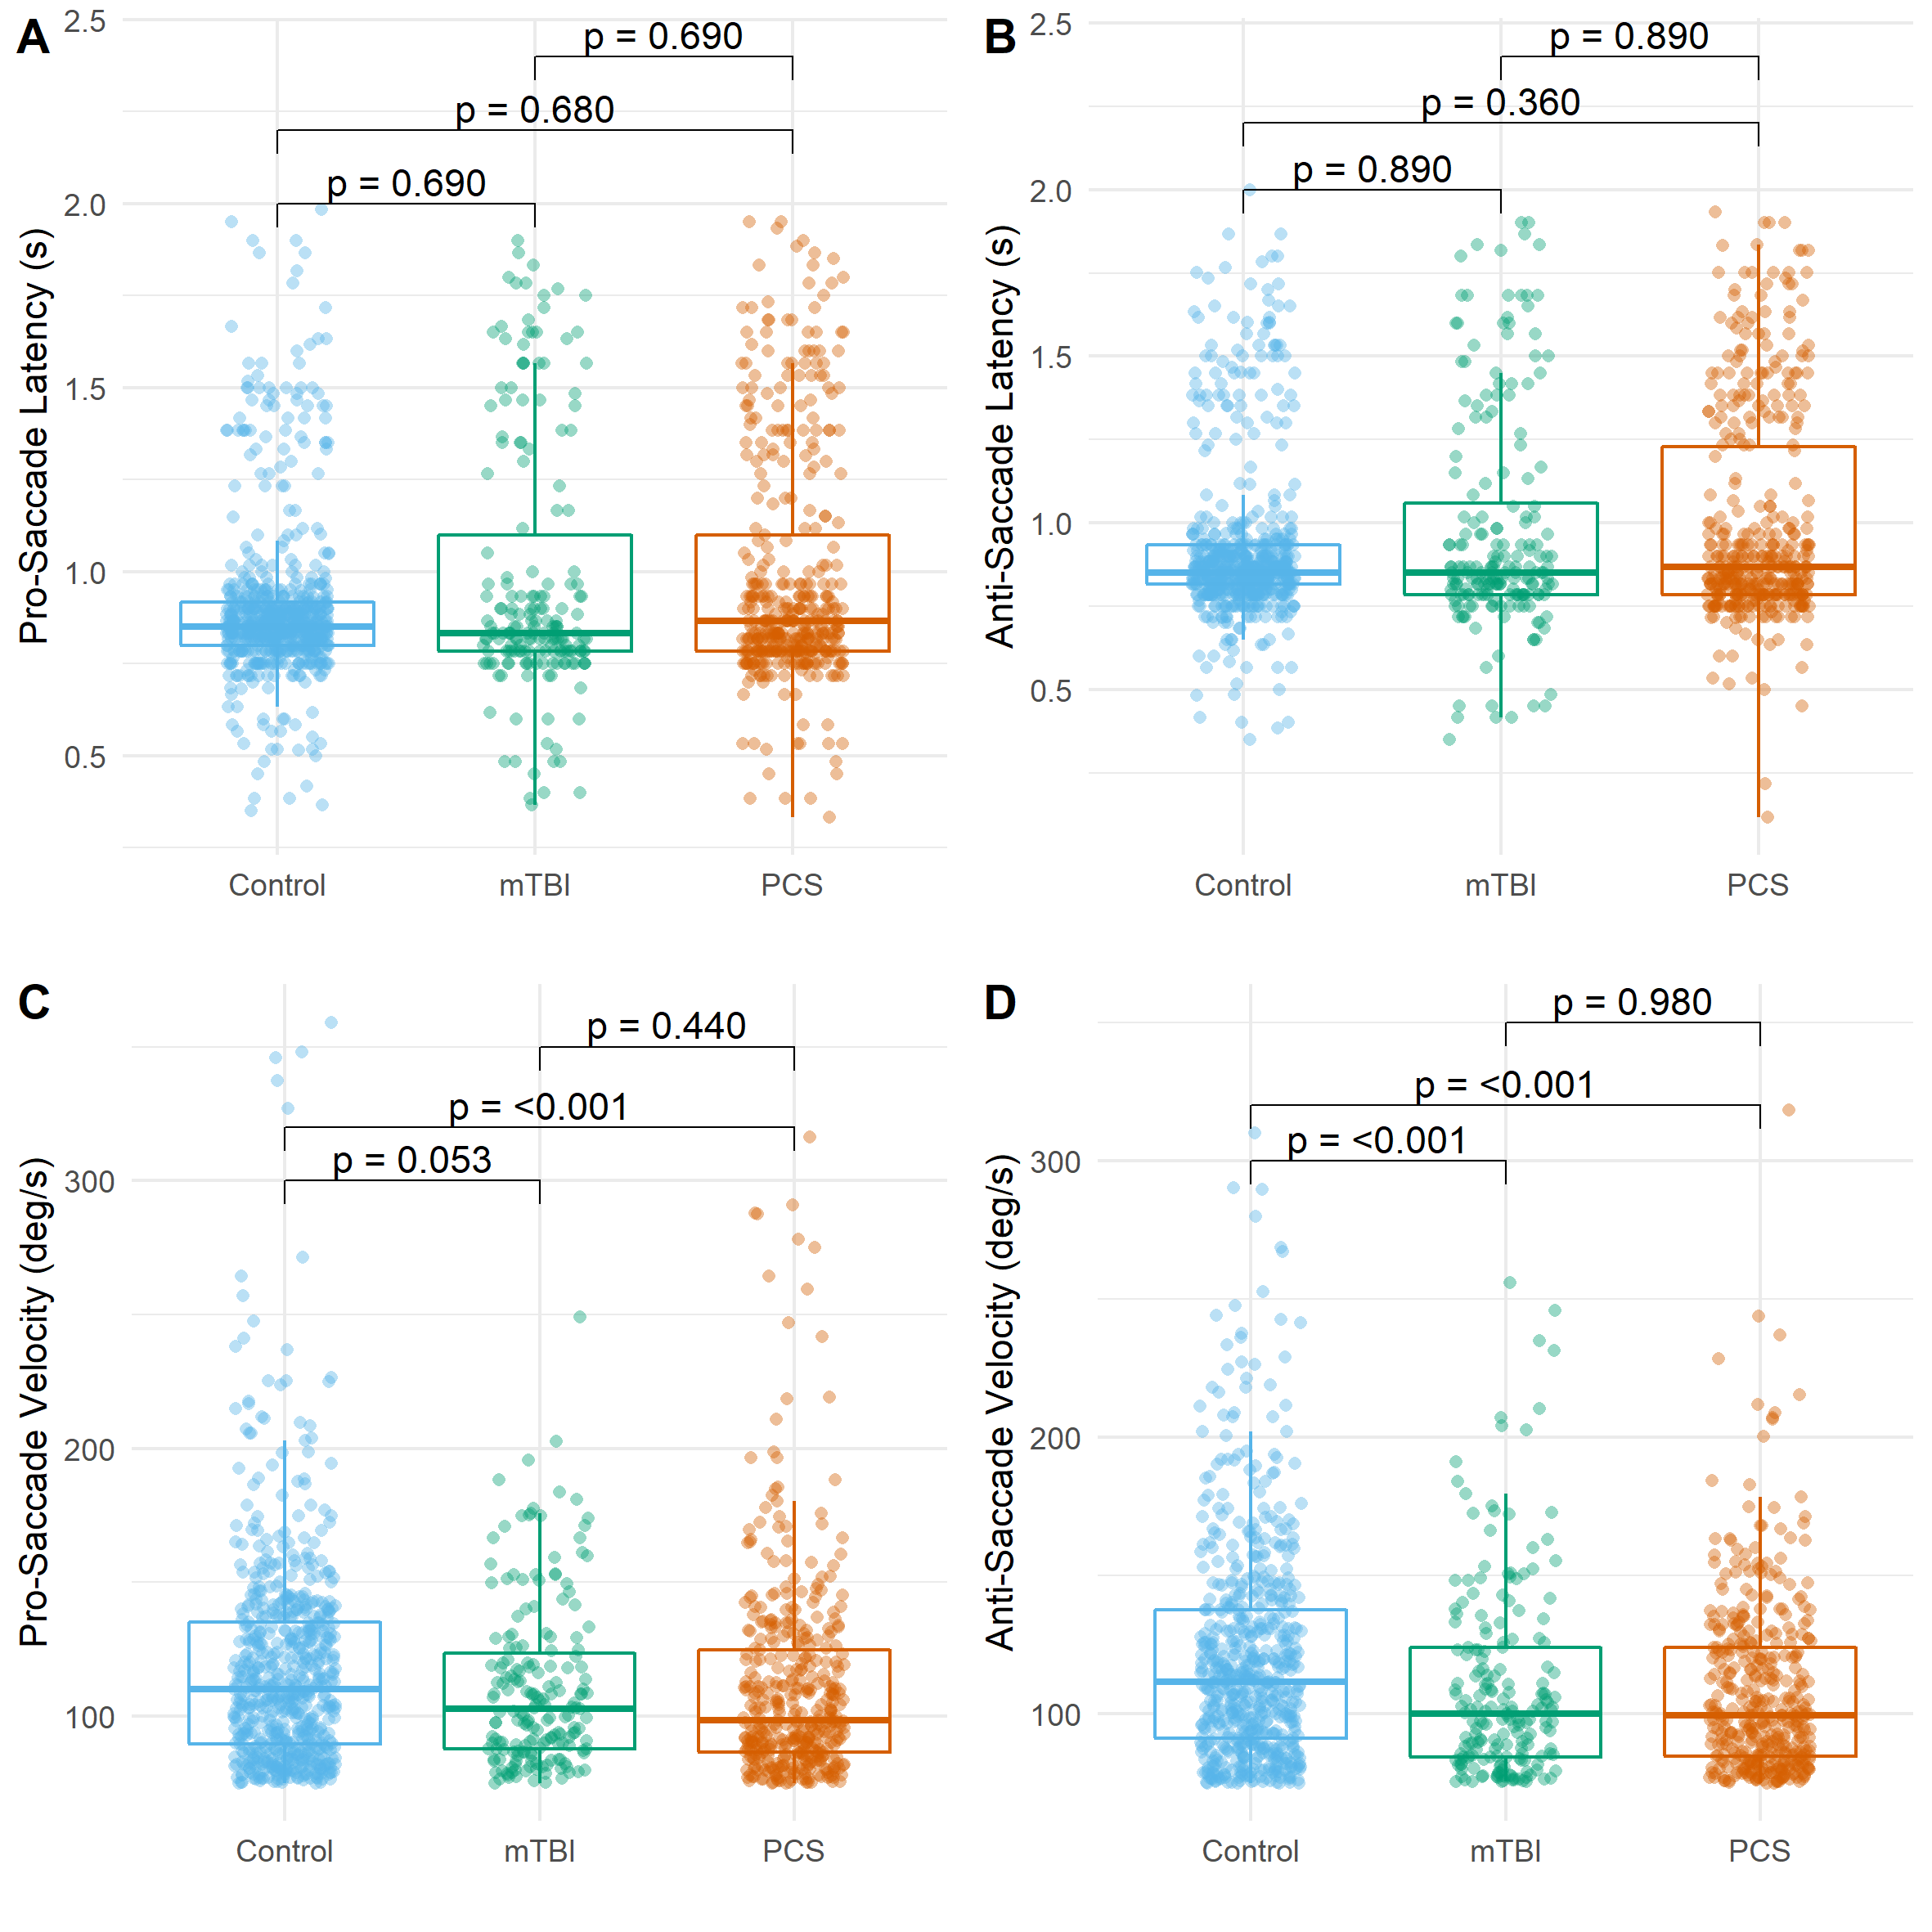 A
Pro-Saccade Latency (s)
2.5
2.0
1.5
1.0
0.5
p = 0.690
p = 0.680
p = 0.690
Control
mTBI
PCS
B
Anti-Saccade Latency (s)
2.5
2.0
1.5
1.0
0.5
p = 0.890
p = 0.360
p = 0.890
Control
mTBI
PCS
C
Pro-Saccade Velocity (deg/s)
300
200
100
p = 0.440
p = <0.001
p = 0.053
Control
mTBI
PCS
D
Anti-Saccade Velocity (deg/s)
300
200
100
p = 0.980
p = <0.001
p = <0.001
Control
mTBI
PCS